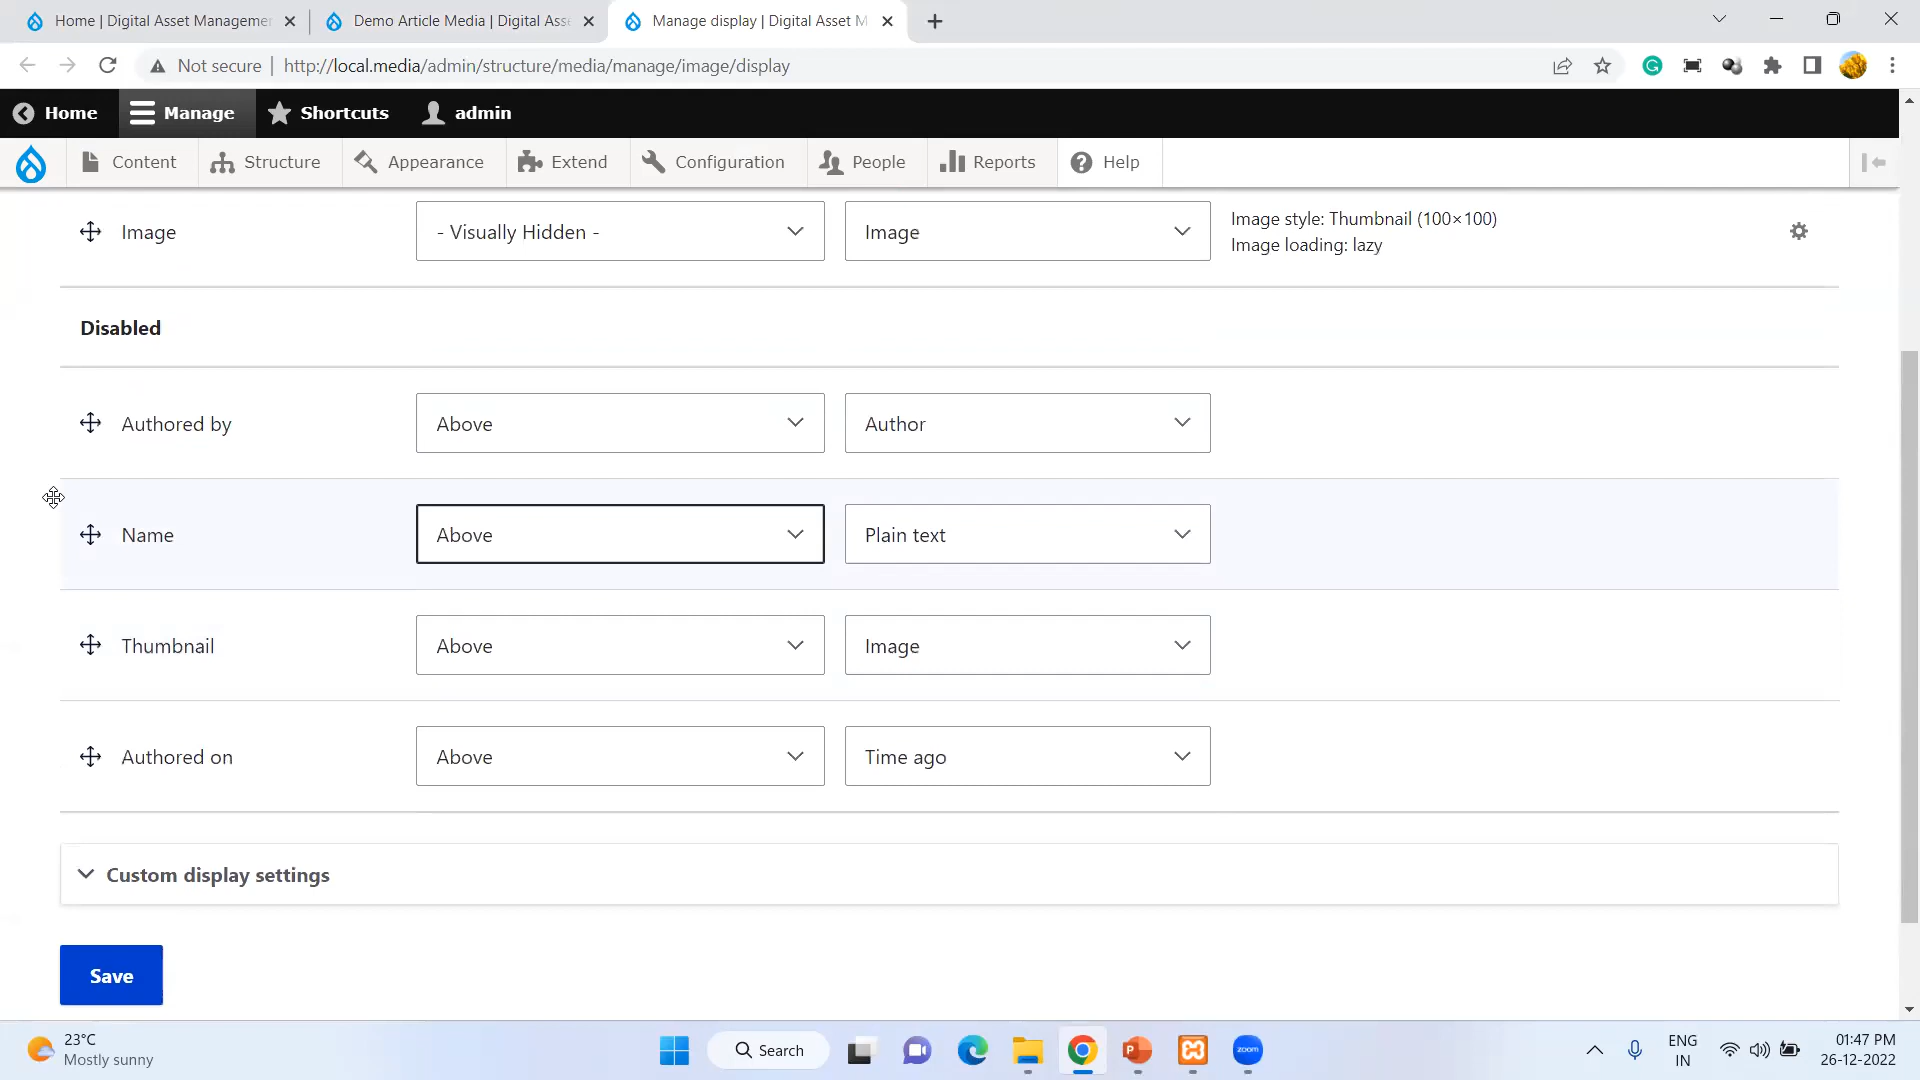 Home | Digital Asset Managemen
Demo Article Media | Digital Asse
Manage display | Digital Asset M
Not secure
http://local.media/admin/structure/media/manage/image/display
Home
Manage
Shortcuts
admin
Content
Structure
Appearance
Extend
Configuration
People
Reports
Help
Image
- Visually Hidden -
Image
Image style: Thumbnail (100×100)
Image loading: lazy
Disabled
Authored by
Above
Author
Name
Above
Plain text
Thumbnail
Above
Image
Authored on
Above
Time ago
Custom display settings
Save
23°C
Mostly sunny
Search
zoom
ENG
IN
01:47 PM
26-12-2022